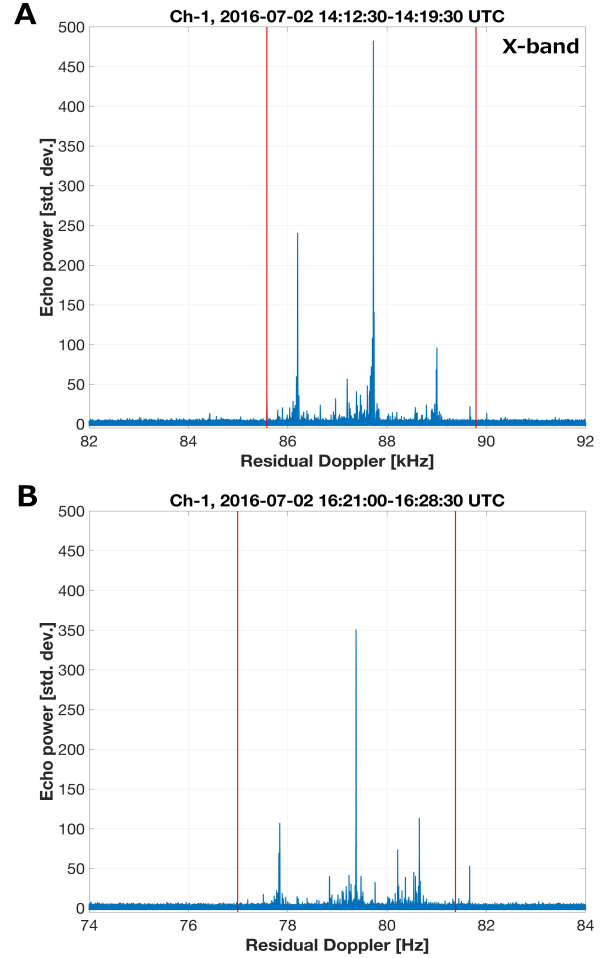 A
Ch-1, 2016-07-02 14:12:30-14:19:30 UTC
X-band
500
450
400
350
300
250
200
150
100
50
0
Echo power [std. dev.]
82 84 86 88 90 92
Residual Doppler [kHz]
B
Ch-1, 2016-07-02 16:21:00-16:28:30 UTC
500
450
400
350
300
250
200
150
100
50
0
Echo power [std. dev.]
74 76 78 80 82 84
Residual Doppler [Hz]